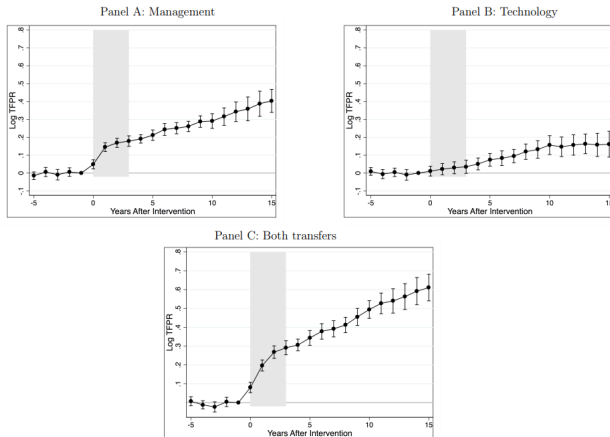 Panel A: Management
.8
.7
.6
.5
.4
.3
.2
.1
0
-.1
Log TFPR
-5 0 5 10 15
Years After Intervention
Panel B: Technology
.8
.7
.6
.5
.4
.3
.2
.1
0
-.1
Log TFPR
-5 0 5 10 15
Years After Intervention
Panel C: Both transfers
.8
.7
.6
.5
.4
.3
.2
.1
Log TFPR
-5 0 5 10 15
Years After Intervention